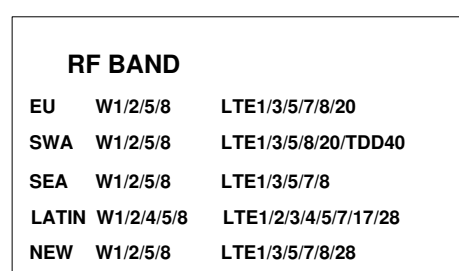 RF BAND
EU W1/2/5/8 LTE1/3/5/7/8/20
SWA W1/2/5/8 LTE1/3/5/8/20/TDD40
SEA W1/2/5/8 LTE1/3/5/7/8
LATIN W1/2/4/5/8 LTE1/2/3/4/5/7/17/28
NEW W1/2/5/8 LTE1/3/5/7/8/28